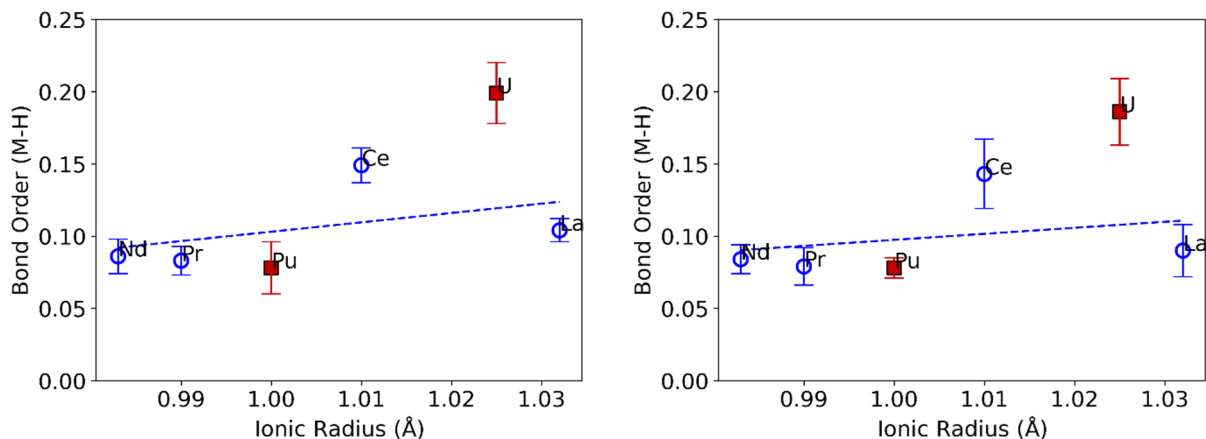 0.25
0.20
0.15
0.10
0.05
0.00
Bond Order (M-H)
Nd
Pr
Pu
Ce
U
La
0.99
1.00
1.01
1.02
1.03
Ionic Radius (Å)
0.25
0.20
0.15
0.10
0.05
0.00
Bond Order (M-H)
Nd
Pr
Pu
Ce
U
La
0.99
1.00
1.01
1.02
1.03
Ionic Radius (Å)